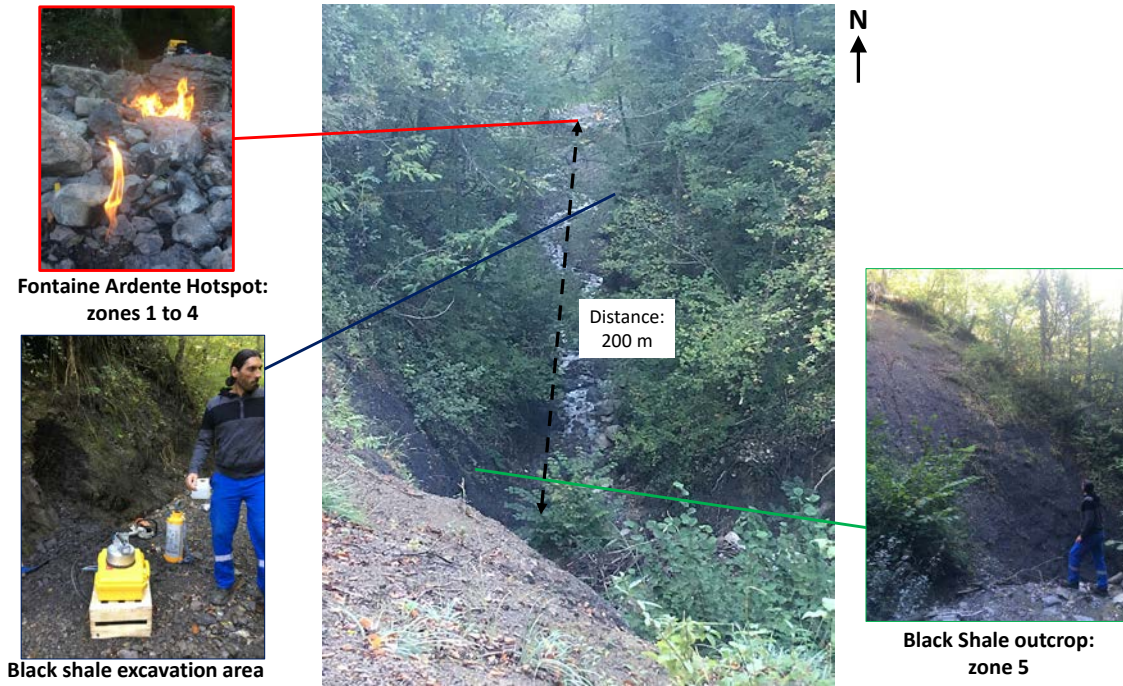 N
Fontaine Ardente Hotspot:
zones 1 to 4
Distance:
200 m
Black shale excavation area
Black Shale outcrop:
zone 5